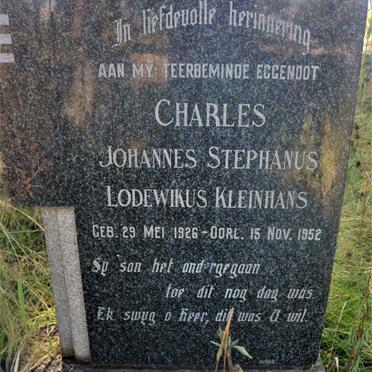 In liefdevolle herinnering
AAN MY TEERBEMINDE EGGENOOT
CHARLES
JOHANNES STEPHANUS
LODEWIKUS KLEINHANS
GEB. 29 MEI 1926 - OORL. 15 NOV. 1952
Sy son het ondergegaan
toe dit nog dag was
Ek swyg o Heer, dit was U wil.